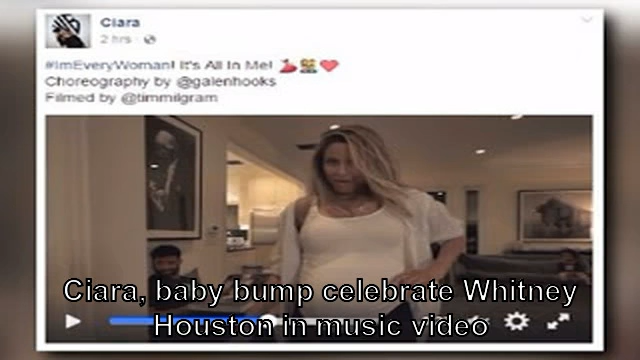 Ciara
2 hrs ·
#ImEveryWoman! It's All In Me!
Choreography by @galenhooks
Filmed by @timmilgram
Ciara, baby bump celebrate Whitney
Houston in music video